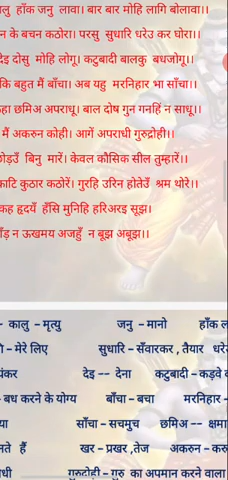 लु हाँक जनु लावा। बार बार मोहि लागि बोलावा।।
न के बचन कठोरा। परसु सुधारि धरेउ कर घोरा।।
देइ दोसु मोहि लोगू। कटुबादी बालकु बधजोगू।।
कि बहुत मैं बाँचा। अब यहु मरनिहार भा साँचा।।
हा छमिअ अपराधू। बाल दोष गुन गनहिं न साधू।।
मैं अकरुन कोही। आगें अपराधी गुरुद्रोही।।
छोड़उँ बिनु मारें। केवल कौसिक सील तुम्हारें।।
काटि कुठार कठोरें। गुरहि उरिन होतेउँ श्रम थोरे।।
कह हृदयँ हँसि मुनिहि हरिअरइ सूझ।
ाँड़ न ऊखमय अजहुँ न बूझ अबूझ।।
- कालु – मृत्यु जनु – मानो हाँक ल
ि – मेरे लिए सुधारि – सँवारकर , तैयार धरे
यंकर देइ –– देना कटुबादी – कड़वे व
– बध करने के योग्य बाँचा – बचा मरनिहार –
या साँचा – सचमुच छमिअ –– क्षमा
नते हैं खर – प्रखर ,तेज अकरुन – करु
धी गुरुद्रोही – गुरु का अपमान करने वाला